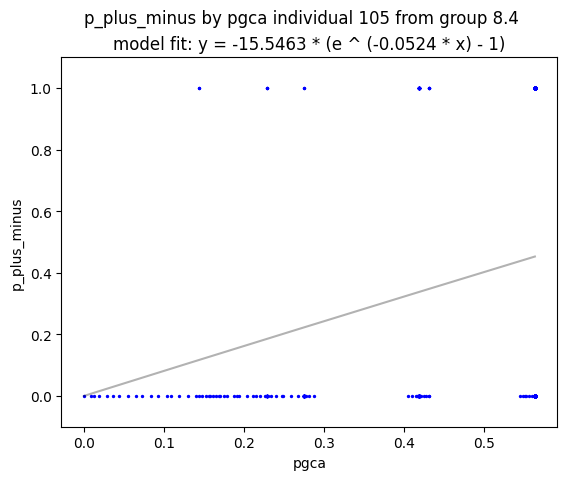 p_plus_minus by pgca individual 105 from group 8.4
model fit: y = -15.5463 * (e ^ (-0.0524 * x) - 1)
1.0
0.8
0.6
0.4
0.2
0.0
p_plus_minus
0.0 0.1 0.2 0.3 0.4 0.5
pgca